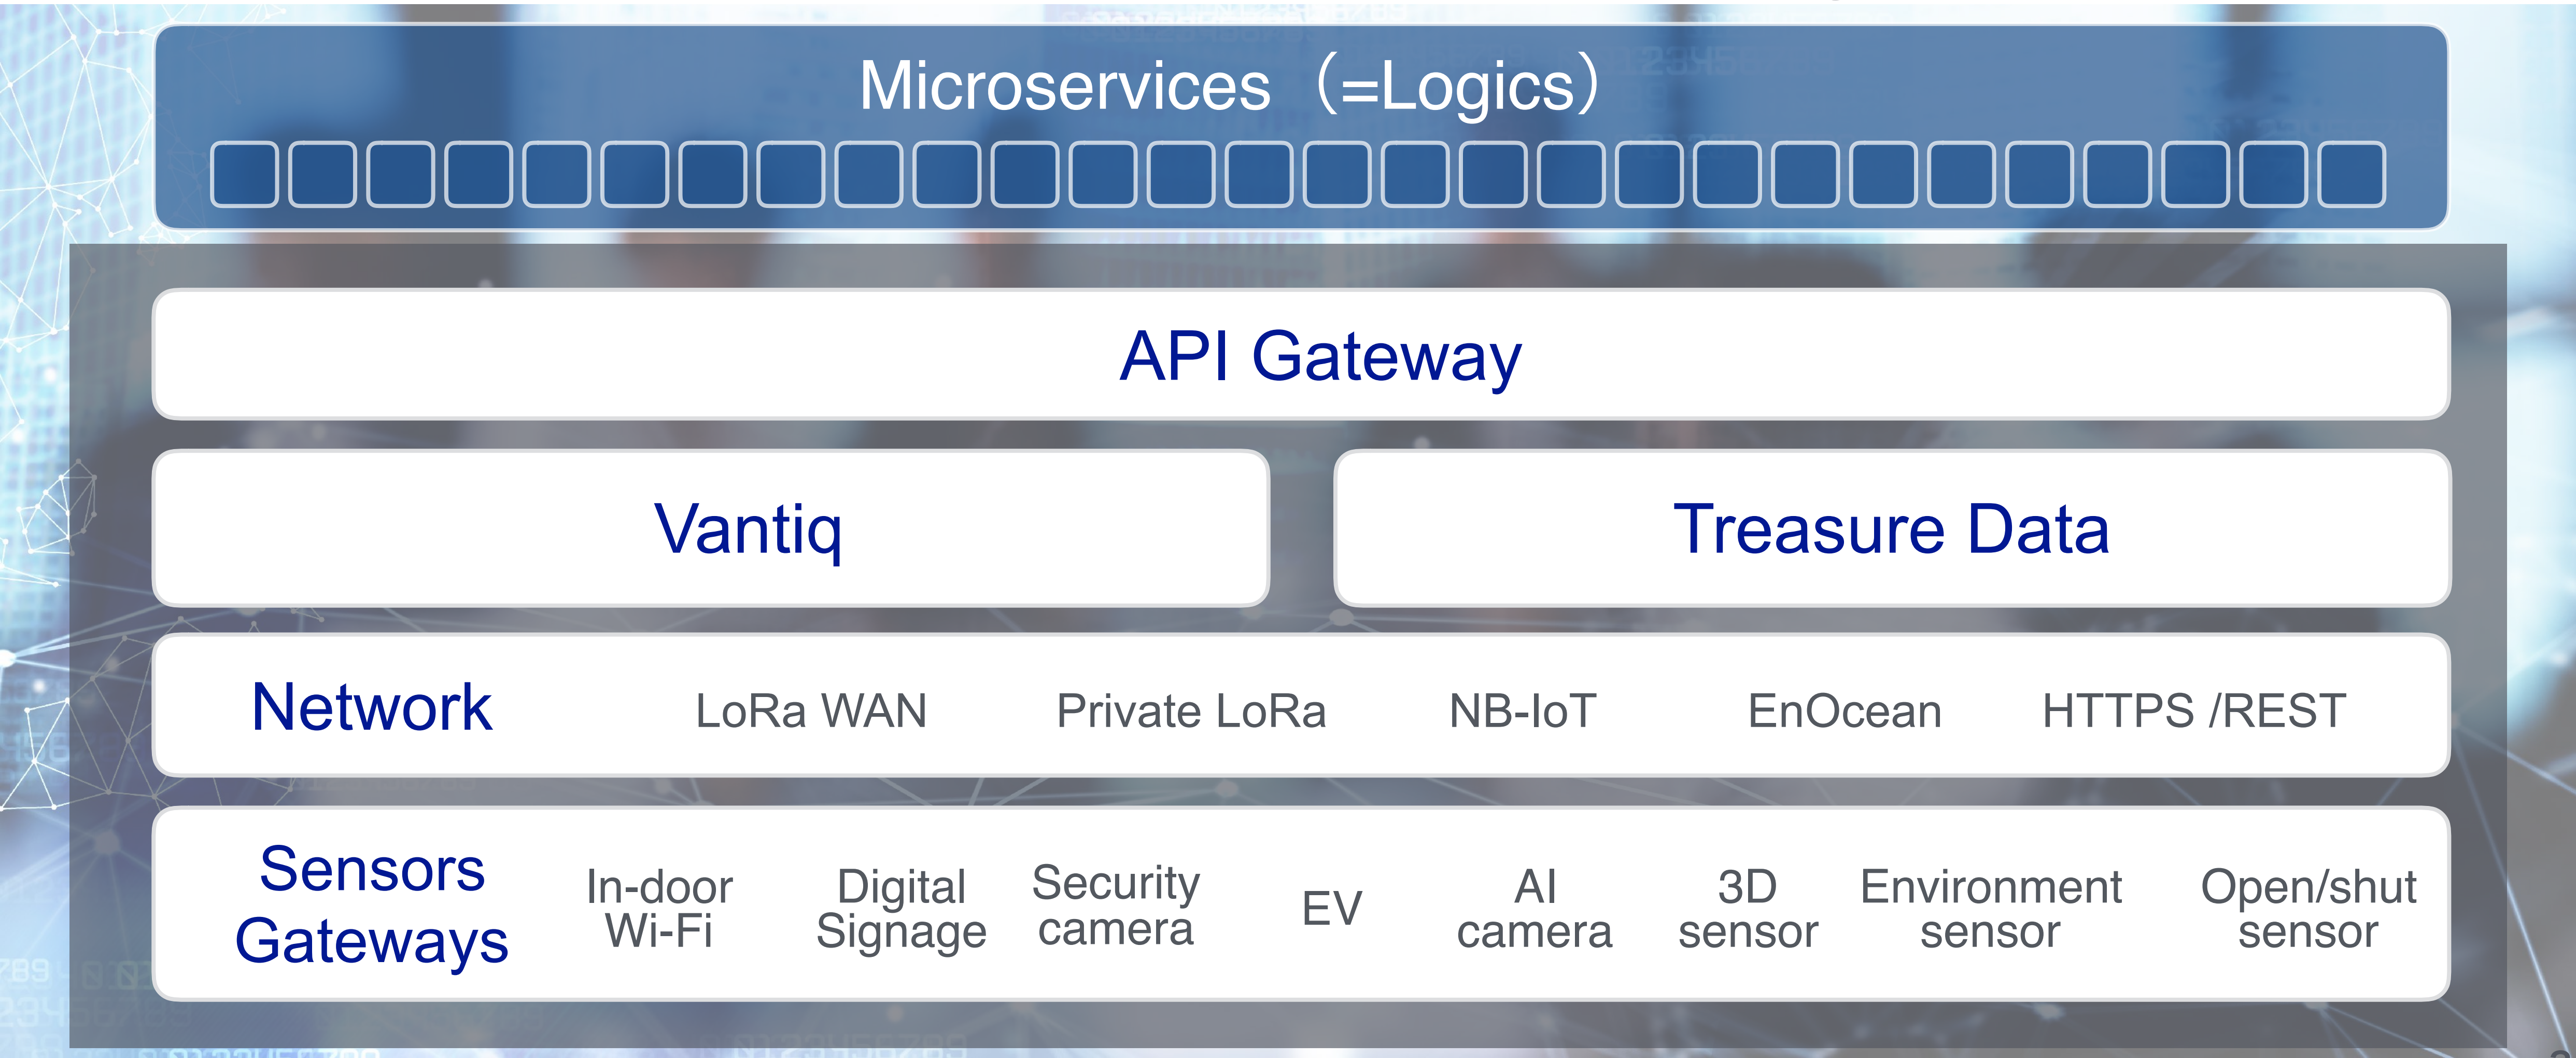 Microservices（=Logics）
API Gateway
Vantiq
Treasure Data
Network
LoRa WAN
Private LoRa
NB-IoT
EnOcean
HTTPS /REST
Sensors
Gateways
In-door
Wi-Fi
Digital
Signage
Security
camera
EV
AI
camera
3D
sensor
Environment
sensor
Open/shut
sensor